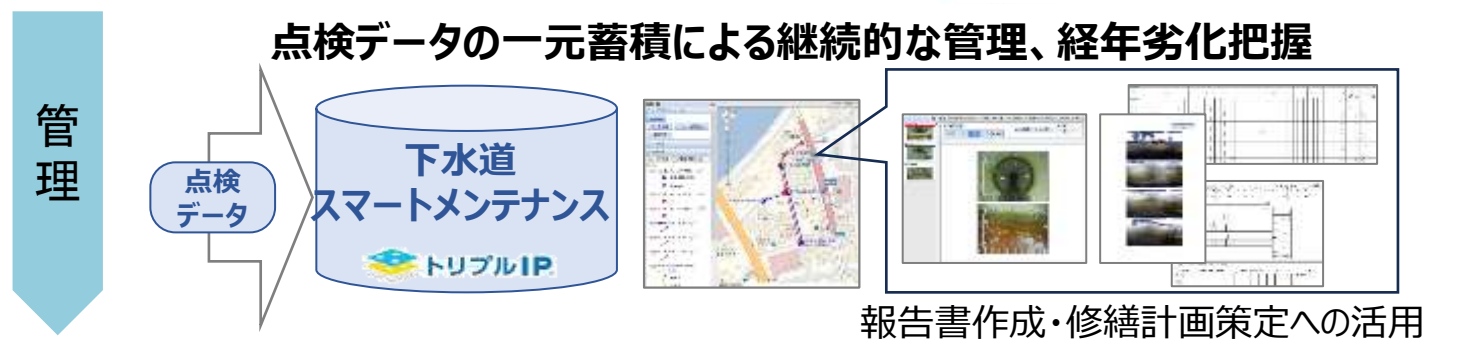 点検データの一元蓄積による継続的な管理、経年劣化把握
管理
点検
データ
下水道
スマートメンテナンス
トリプルIP
報告書作成・修繕計画策定への活用